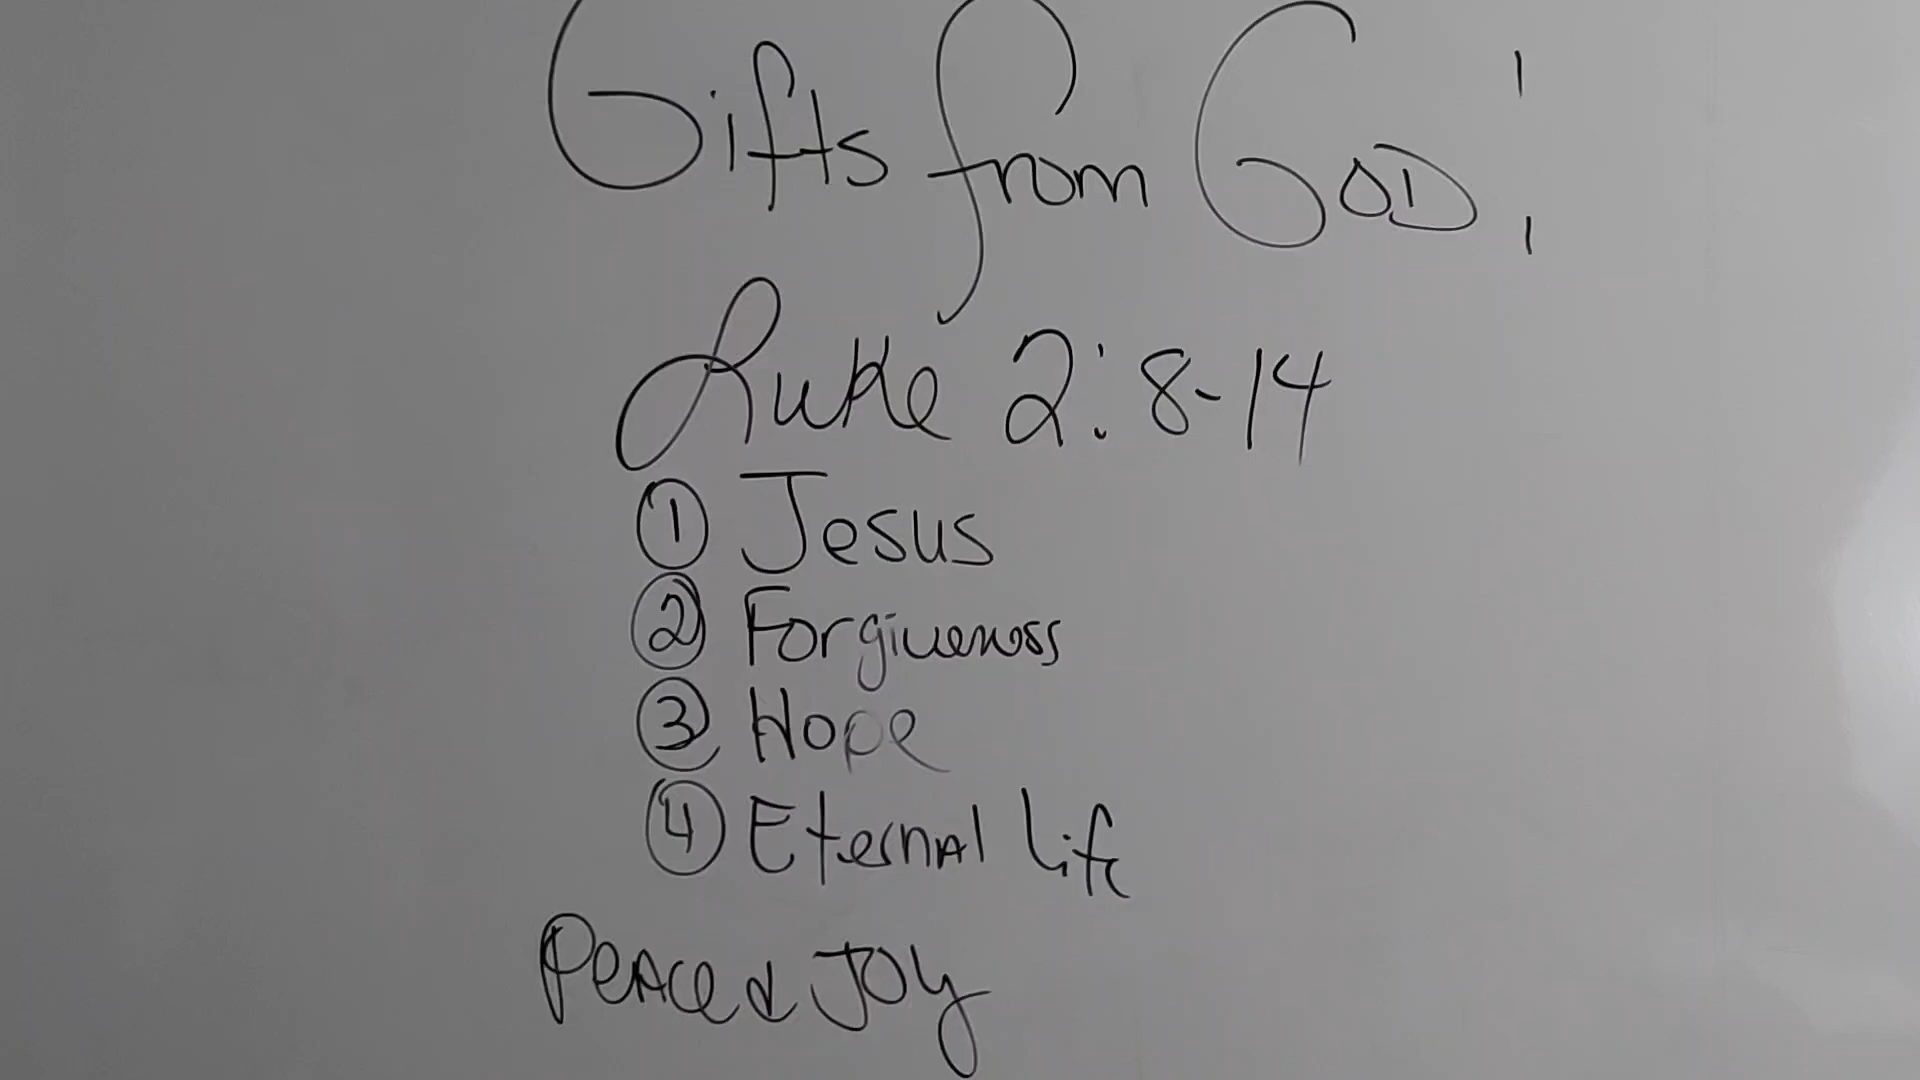 Gifts from GOD!
Luke 2:8-14
① Jesus
② Forgiveness
③ Hope
④ Eternal Life
Peace & Joy